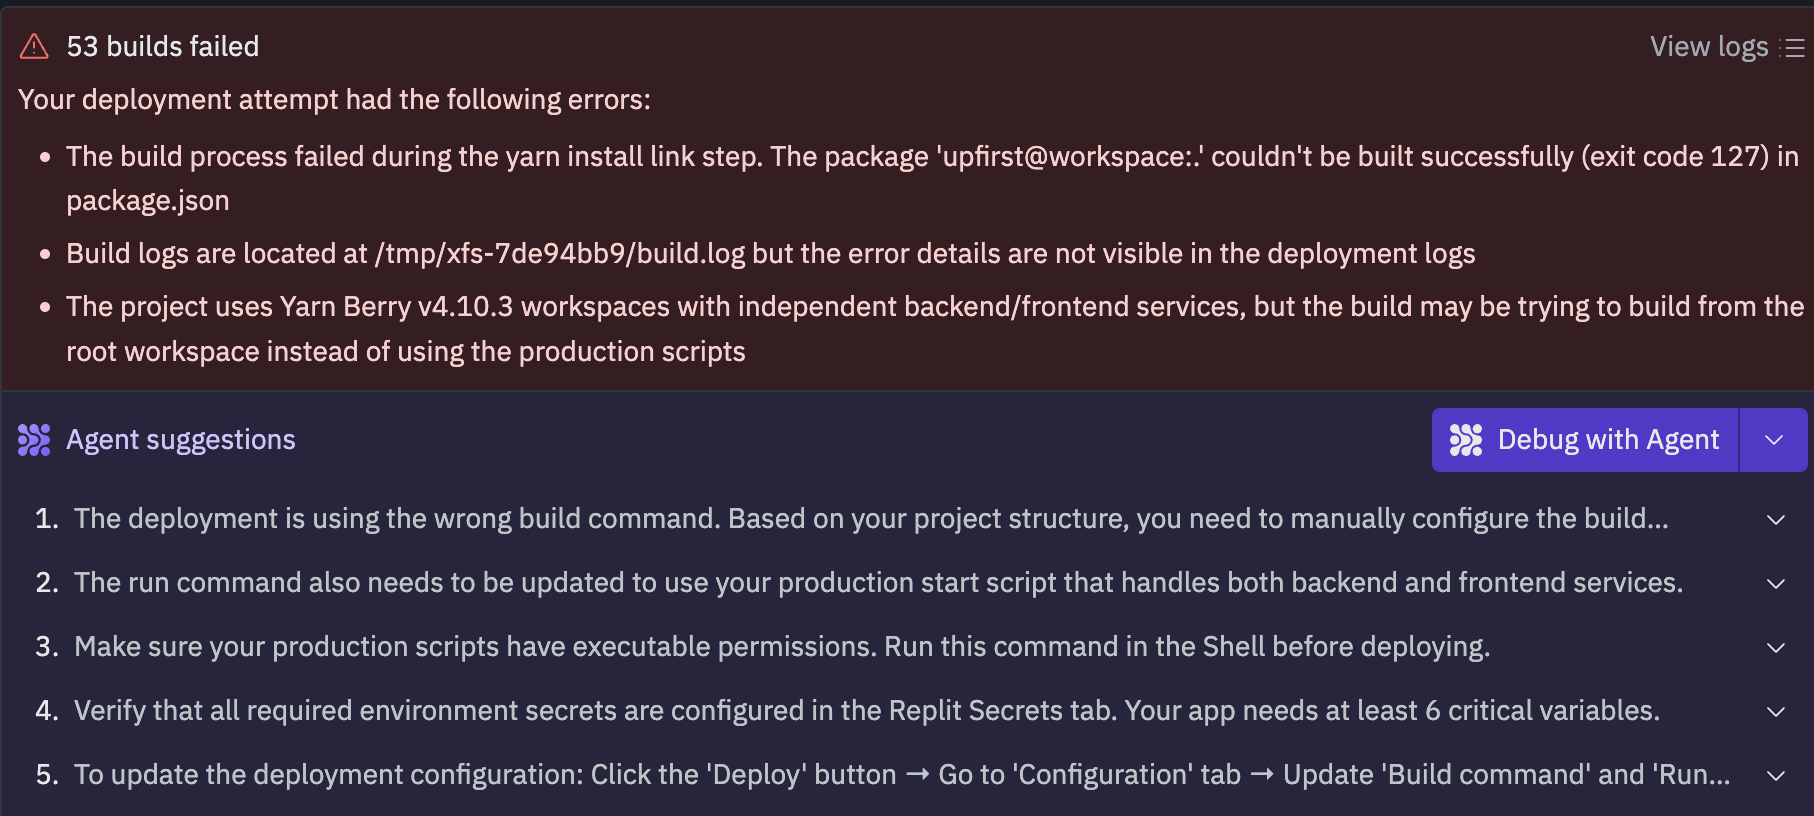 53 builds failed
View logs
Your deployment attempt had the following errors:
• The build process failed during the yarn install link step. The package 'upfirst@workspace:.' couldn't be built successfully (exit code 127) in
package.json
• Build logs are located at /tmp/xfs-7de94bb9/build.log but the error details are not visible in the deployment logs
• The project uses Yarn Berry v4.10.3 workspaces with independent backend/frontend services, but the build may be trying to build from the
root workspace instead of using the production scripts
Agent suggestions
Debug with Agent
1. The deployment is using the wrong build command. Based on your project structure, you need to manually configure the build...
2. The run command also needs to be updated to use your production start script that handles both backend and frontend services.
3. Make sure your production scripts have executable permissions. Run this command in the Shell before deploying.
4. Verify that all required environment secrets are configured in the Replit Secrets tab. Your app needs at least 6 critical variables.
5. To update the deployment configuration: Click the 'Deploy' button → Go to 'Configuration' tab → Update 'Build command' and 'Run...